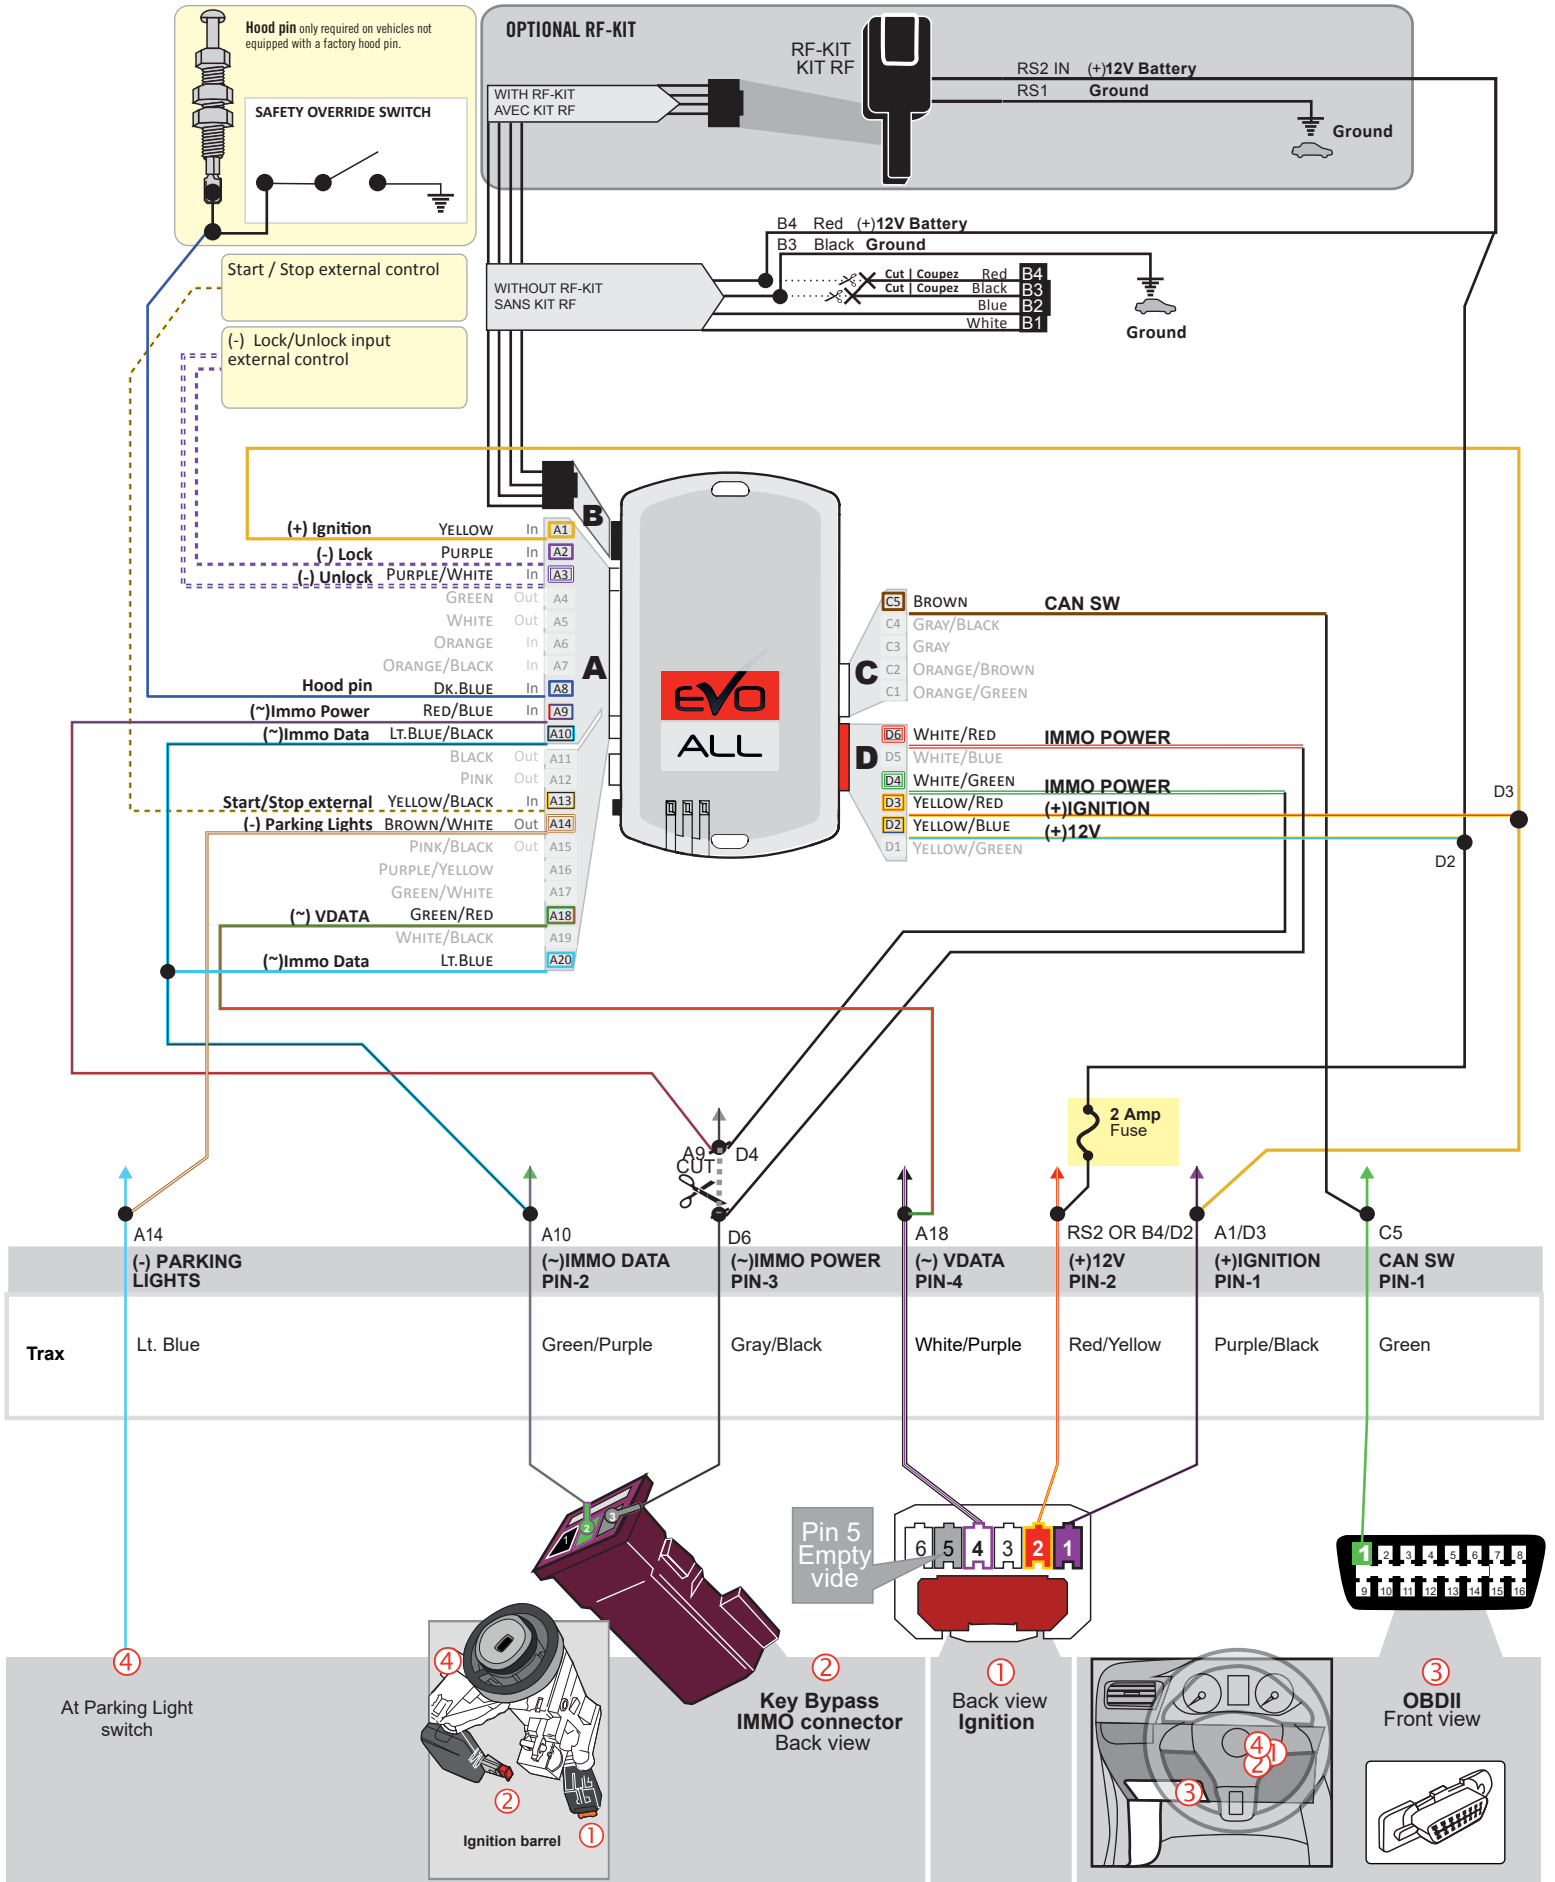 Hood pin only required on vehicles not
equipped with a factory hood pin.
SAFETY OVERRIDE SWITCH
OPTIONAL RF-KIT
RF-KIT
KIT RF
WITH RF-KIT
AVEC KIT RF
RS2 IN (+)12V Battery
RS1 Ground
Ground
B4 Red (+)12V Battery
B3 Black Ground
WITHOUT RF-KIT
SANS KIT RF
Cut | Coupez Red B4
Cut | Coupez Black B3
Blue B2
White B1
Ground
Start / Stop external control
(-) Lock/Unlock input
external control
B
(+) Ignition YELLOW In A1
(-) Lock PURPLE In A2
(-) Unlock PURPLE/WHITE In A3
GREEN Out A4
WHITE Out A5
ORANGE In A6
ORANGE/BLACK In A7
Hood pin DK.BLUE In A8
(~)Immo Power RED/BLUE In A9
(~)Immo Data LT.BLUE/BLACK A10
BLACK Out A11
PINK Out A12
Start/Stop external YELLOW/BLACK In A13
(-) Parking Lights BROWN/WHITE Out A14
PINK/BLACK Out A15
PURPLE/YELLOW A16
GREEN/WHITE A17
(~) VDATA GREEN/RED A18
WHITE/BLACK A19
(~)Immo Data LT.BLUE A20
A
EVO
ALL
C
C5 BROWN CAN SW
C4 GRAY/BLACK
C3 GRAY
C2 ORANGE/BROWN
C1 ORANGE/GREEN
D
D6 WHITE/RED IMMO POWER
D5 WHITE/BLUE
D4 WHITE/GREEN IMMO POWER
D3 YELLOW/RED (+)IGNITION
D2 YELLOW/BLUE (+)12V
D1 YELLOW/GREEN
D3
D2
2 Amp
Fuse
A9 D4
CUT
A14
(-) PARKING
LIGHTS
A10
(~)IMMO DATA
PIN-2
D6
(~)IMMO POWER
PIN-3
A18
(~) VDATA
PIN-4
RS2 OR B4/D2
(+)12V
PIN-2
A1/D3
(+)IGNITION
PIN-1
C5
CAN SW
PIN-1
Trax Lt. Blue Green/Purple Gray/Black White/Purple Red/Yellow Purple/Black Green
1 2 3
Pin 5
Empty
vide
6 5 4 3 2 1
1 2 3 4 5 6 7 8
9 10 11 12 13 14 15 16
4
At Parking Light
switch
4
2
1
Ignition barrel
2
Key Bypass
IMMO connector
Back view
1
Back view
Ignition
4
1
2
3
3
OBDII
Front view